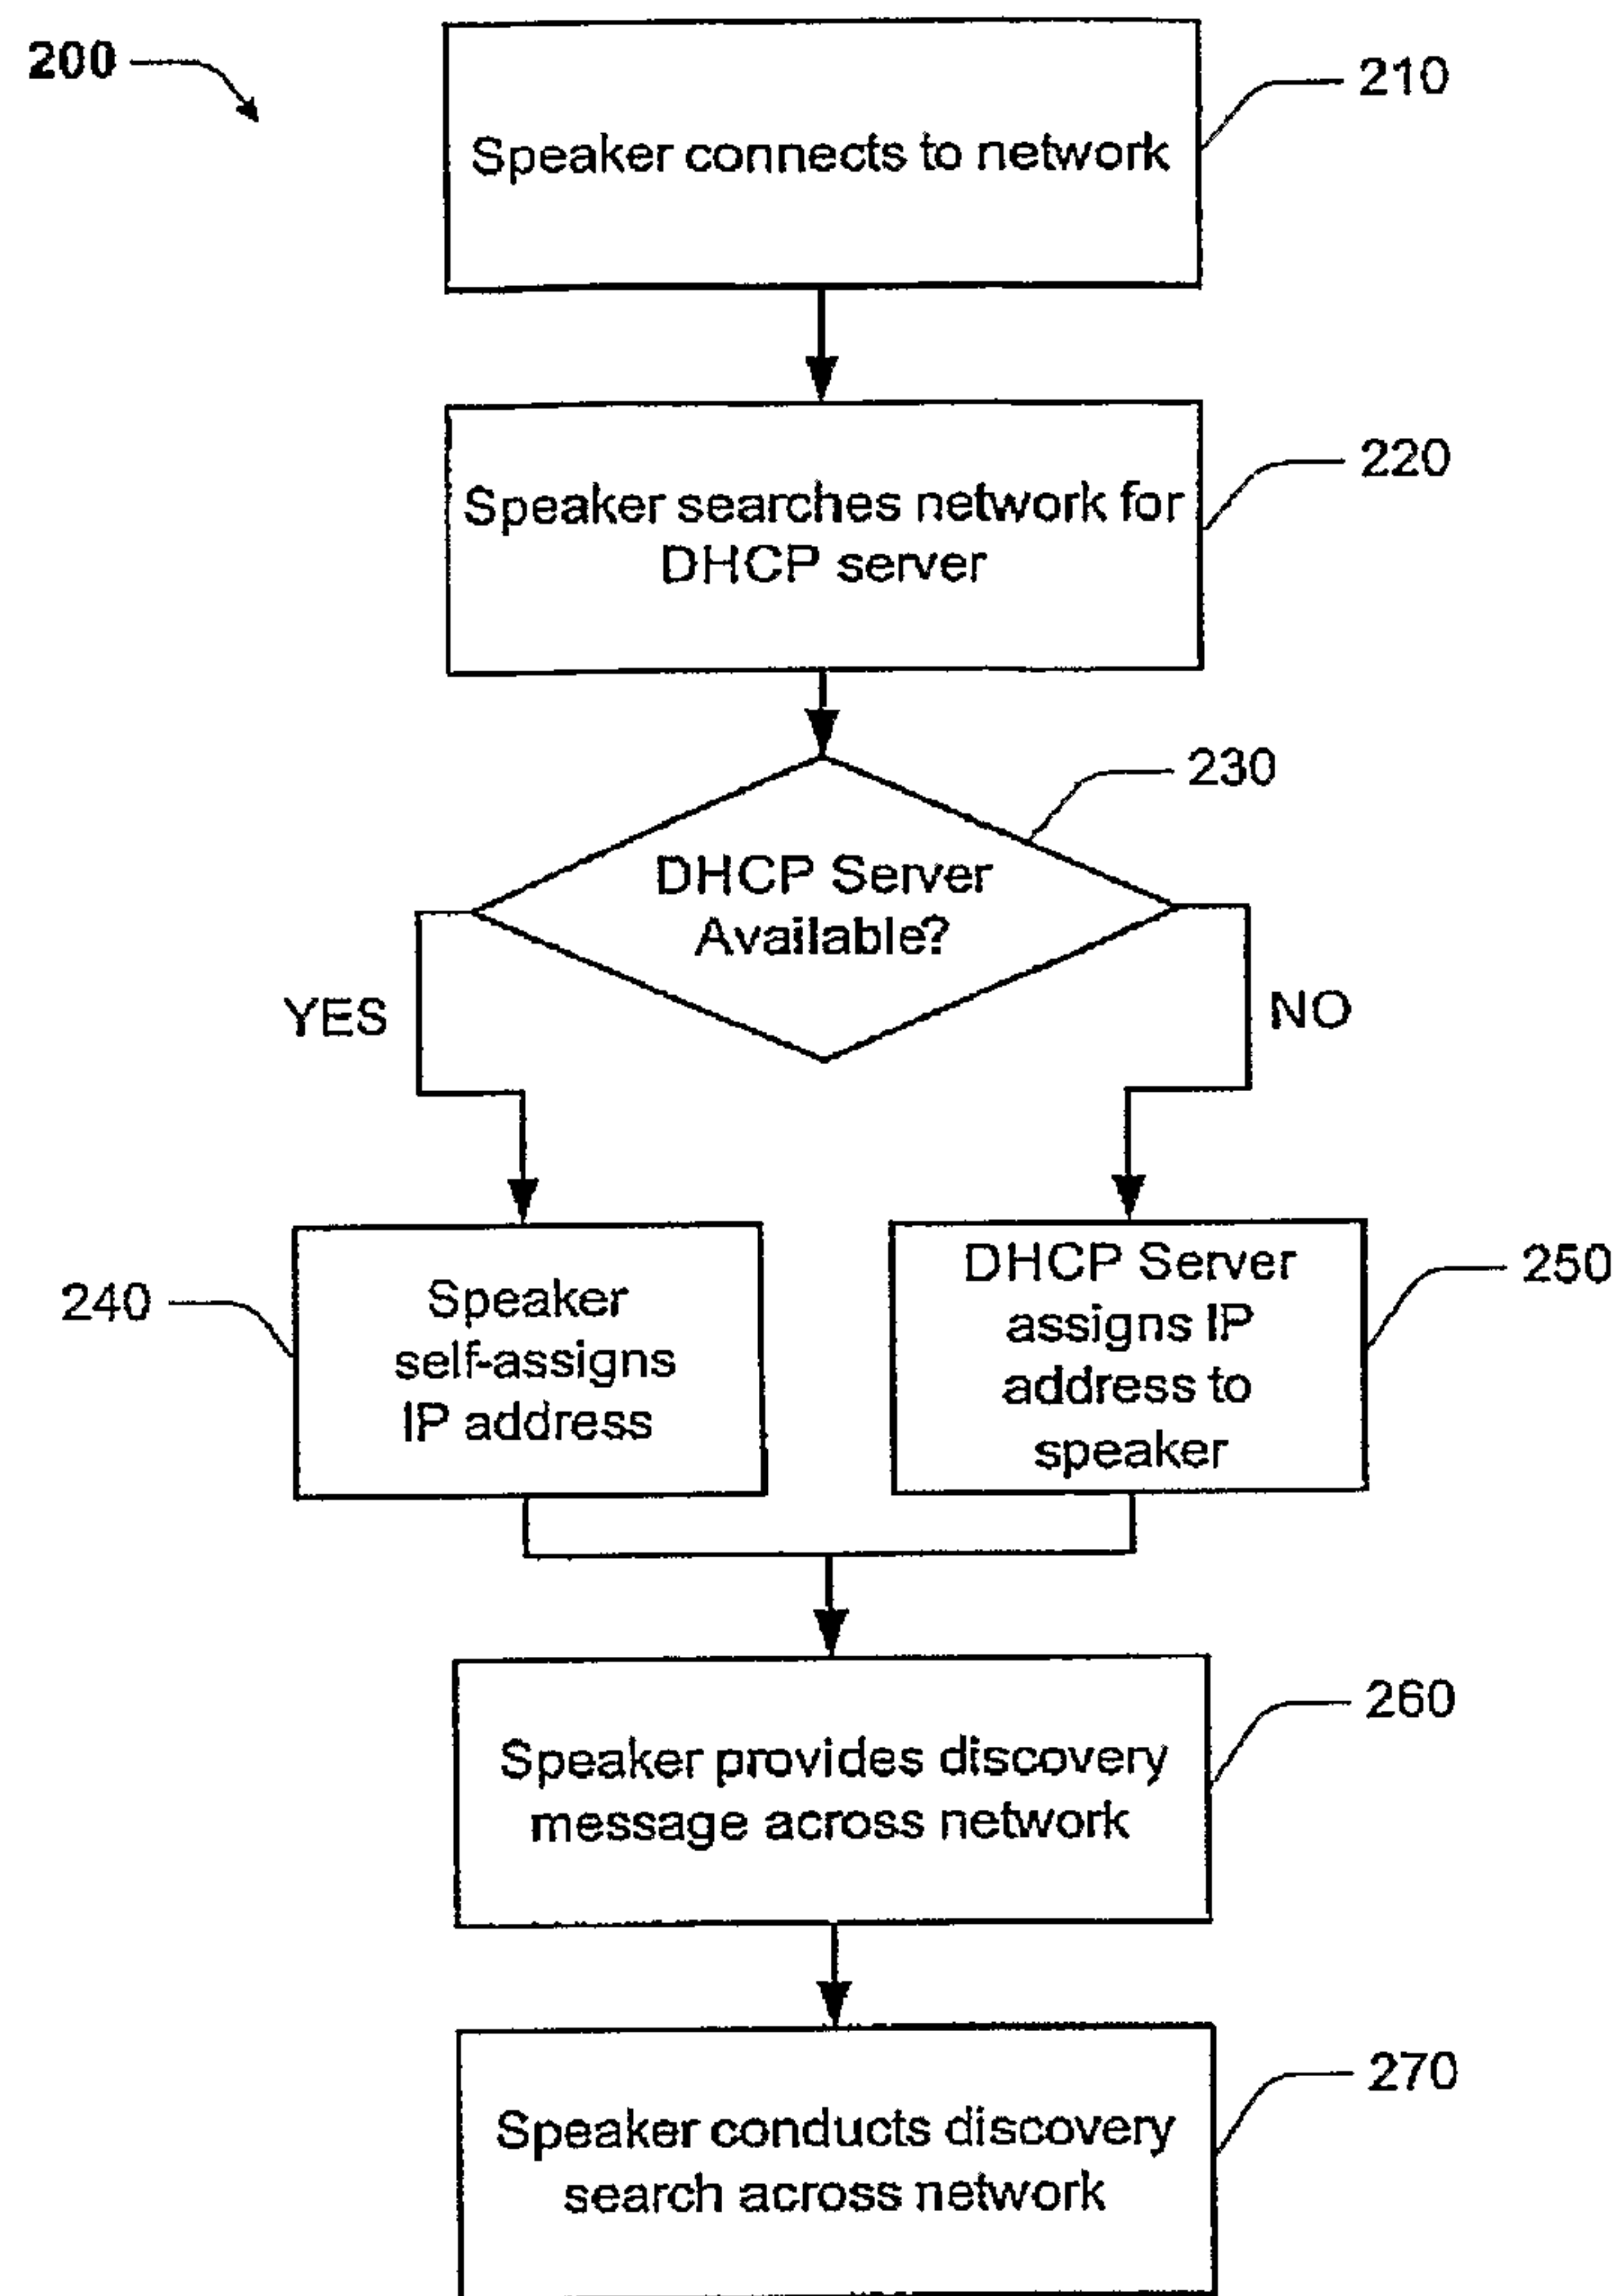 200
210
Speaker connects to network
220
Speaker searches network for
DHCP server
230
DHCP Server
Available?
YES
NO
240
Speaker
self-assigns
IP address
250
DHCP Server
assigns IP
address to
speaker
260
Speaker provides discovery
message across network
270
Speaker conducts discovery
search across network